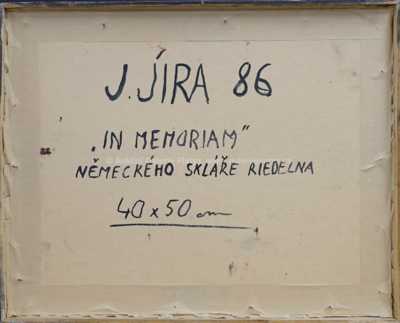 J. JÍRA 86
„IN MEMORIAM"
NĚMECKÉHO SKLÁŘE RIEDELNA
40 x 50 cm